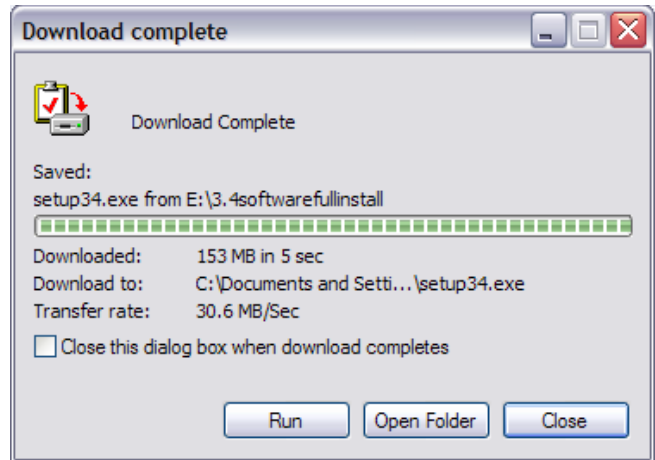 Download complete
Download Complete
Saved:
setup34.exe from E:\3.4softwarefullinstall
Downloaded: 153 MB in 5 sec
Download to: C:\Documents and Setti...\setup34.exe
Transfer rate: 30.6 MB/Sec
Close this dialog box when download completes
Run Open Folder Close